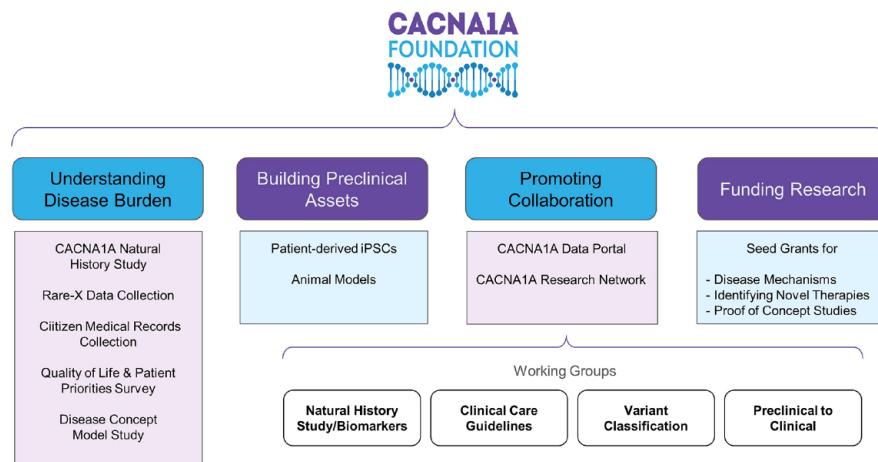 CACNA1A
FOUNDATION
Understanding
Disease Burden
CACNA1A Natural
History Study
Rare-X Data Collection
Ciitizen Medical Records
Collection
Quality of Life & Patient
Priorities Survey
Disease Concept
Model Study
Building Preclinical
Assets
Patient-derived iPSCs
Animal Models
Promoting
Collaboration
CACNA1A Data Portal
CACNA1A Research Network
Funding Research
Seed Grants for
- Disease Mechanisms
- Identifying Novel Therapies
- Proof of Concept Studies
Working Groups
Natural History
Study/Biomarkers
Clinical Care
Guidelines
Variant
Classification
Preclinical to
Clinical